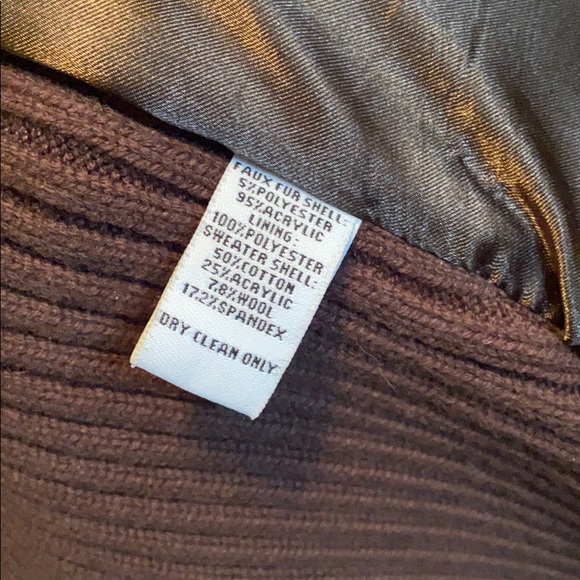 FAUX FUR SHELL:
5%POLYESTER
95%ACRYLIC
LINING:
100%POLYESTER
SWEATER SHELL:
50%COTTON
25%ACRYLIC
7.8%WOOL
17.2%SPANDEX
DRY CLEAN ONLY